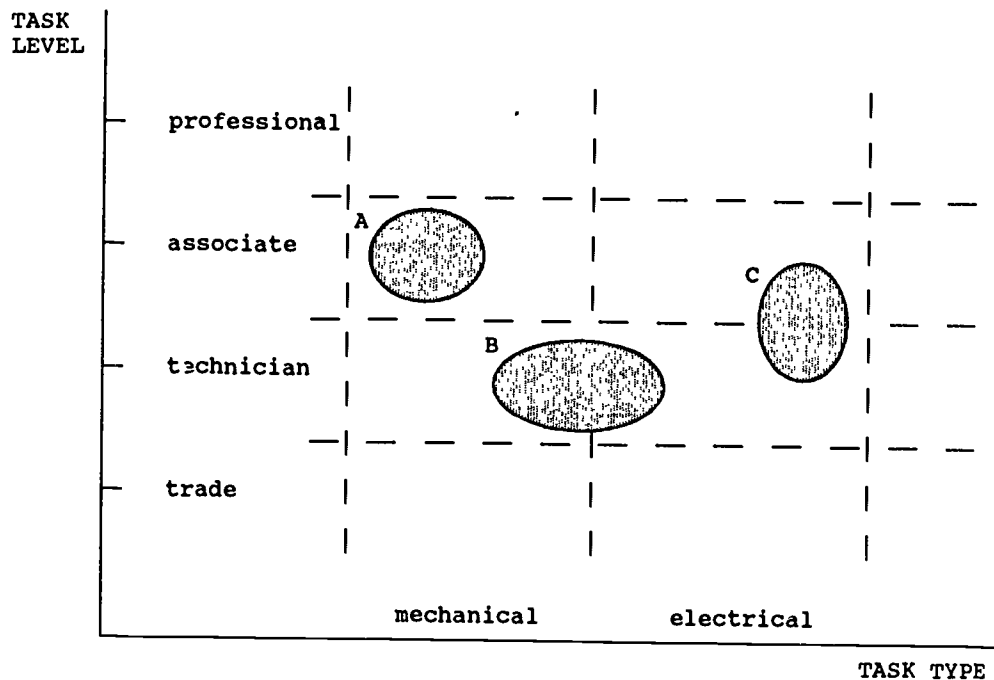 TASK
LEVEL
professional
A
associate
C
B
technician
trade
mechanical electrical
TASK TYPE